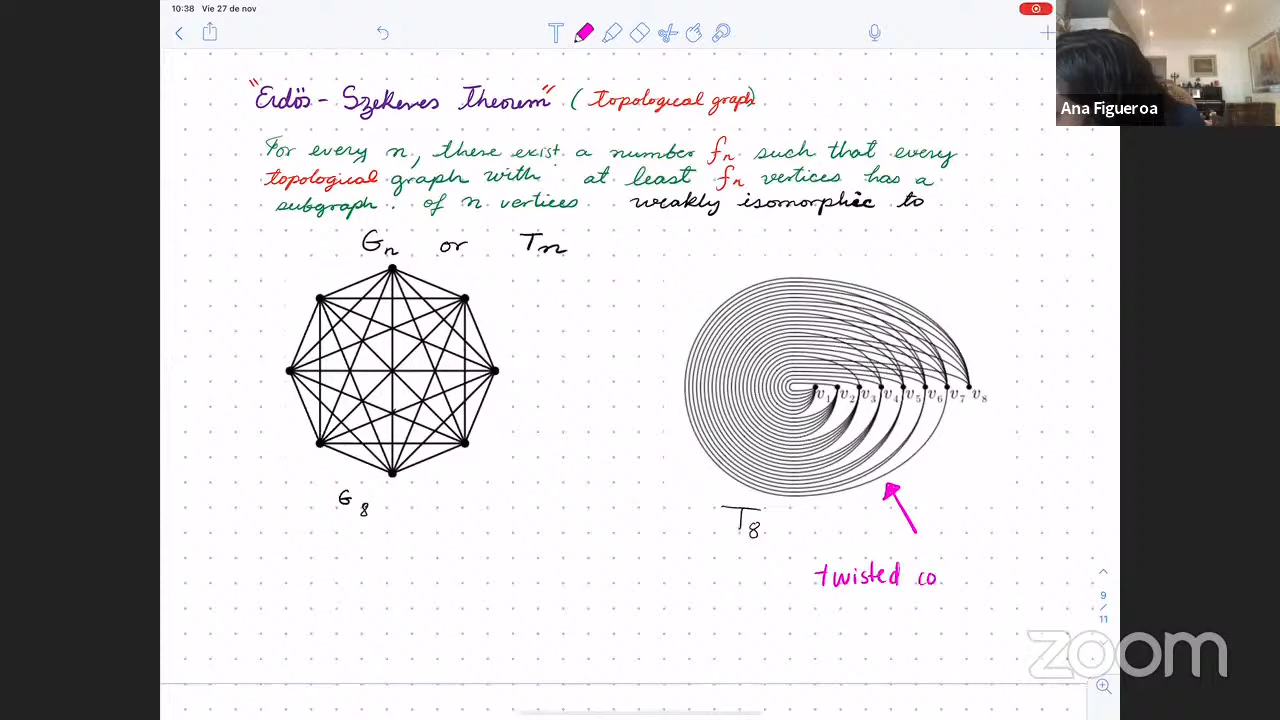 10:38 Vie 27 de nov
"Erdös - Szekeres Theorem" (topological graph)
For every n, there exist a number fn such that every
topological graph with at least fn vertices has a
subgraph. of n vertices weakly isomorphic to
Gn or Tn
v1 v2 v3 v4 v5 v6 v7 v8
G8
T8
twisted co
Ana Figueroa
9
/
11
zoom